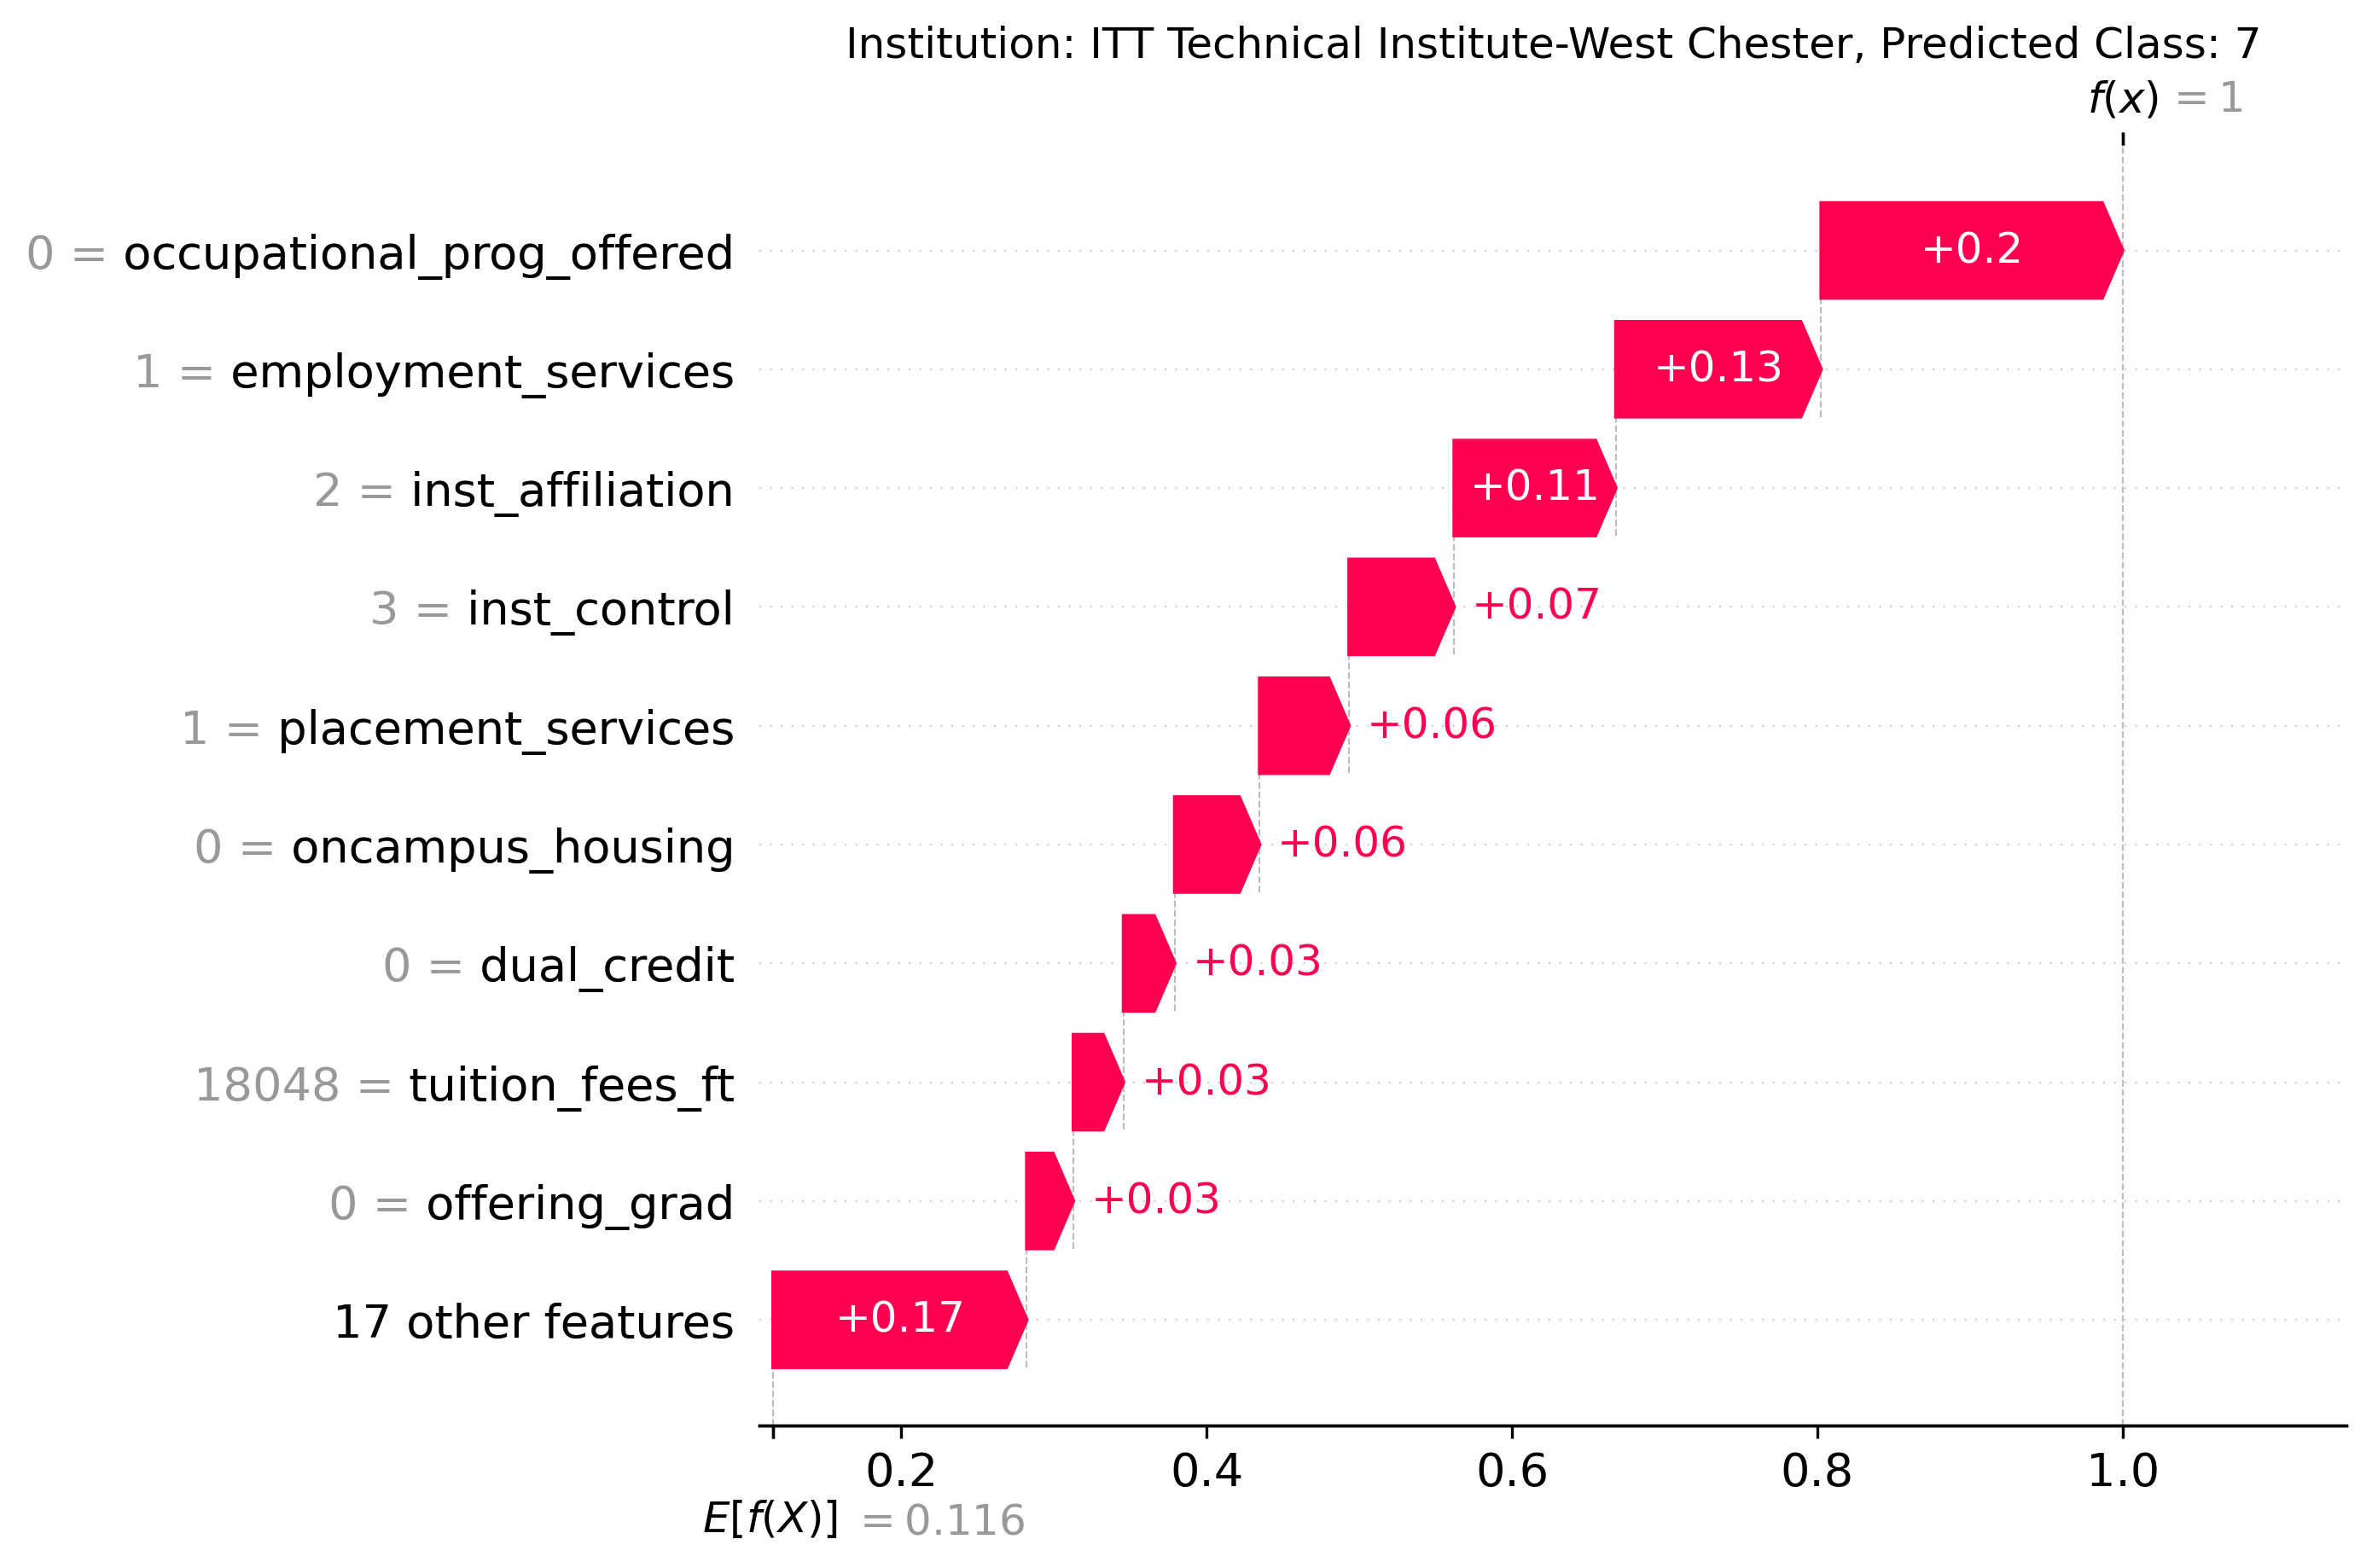 Institution: ITT Technical Institute-West Chester, Predicted Class: 7
f(x) = 1
0 = occupational_prog_offered +0.2
1 = employment_services +0.13
2 = inst_affiliation +0.11
3 = inst_control +0.07
1 = placement_services +0.06
0 = oncampus_housing +0.06
0 = dual_credit +0.03
18048 = tuition_fees_ft +0.03
0 = offering_grad +0.03
17 other features +0.17
0.2 0.4 0.6 0.8 1.0
E[f(X)] = 0.116